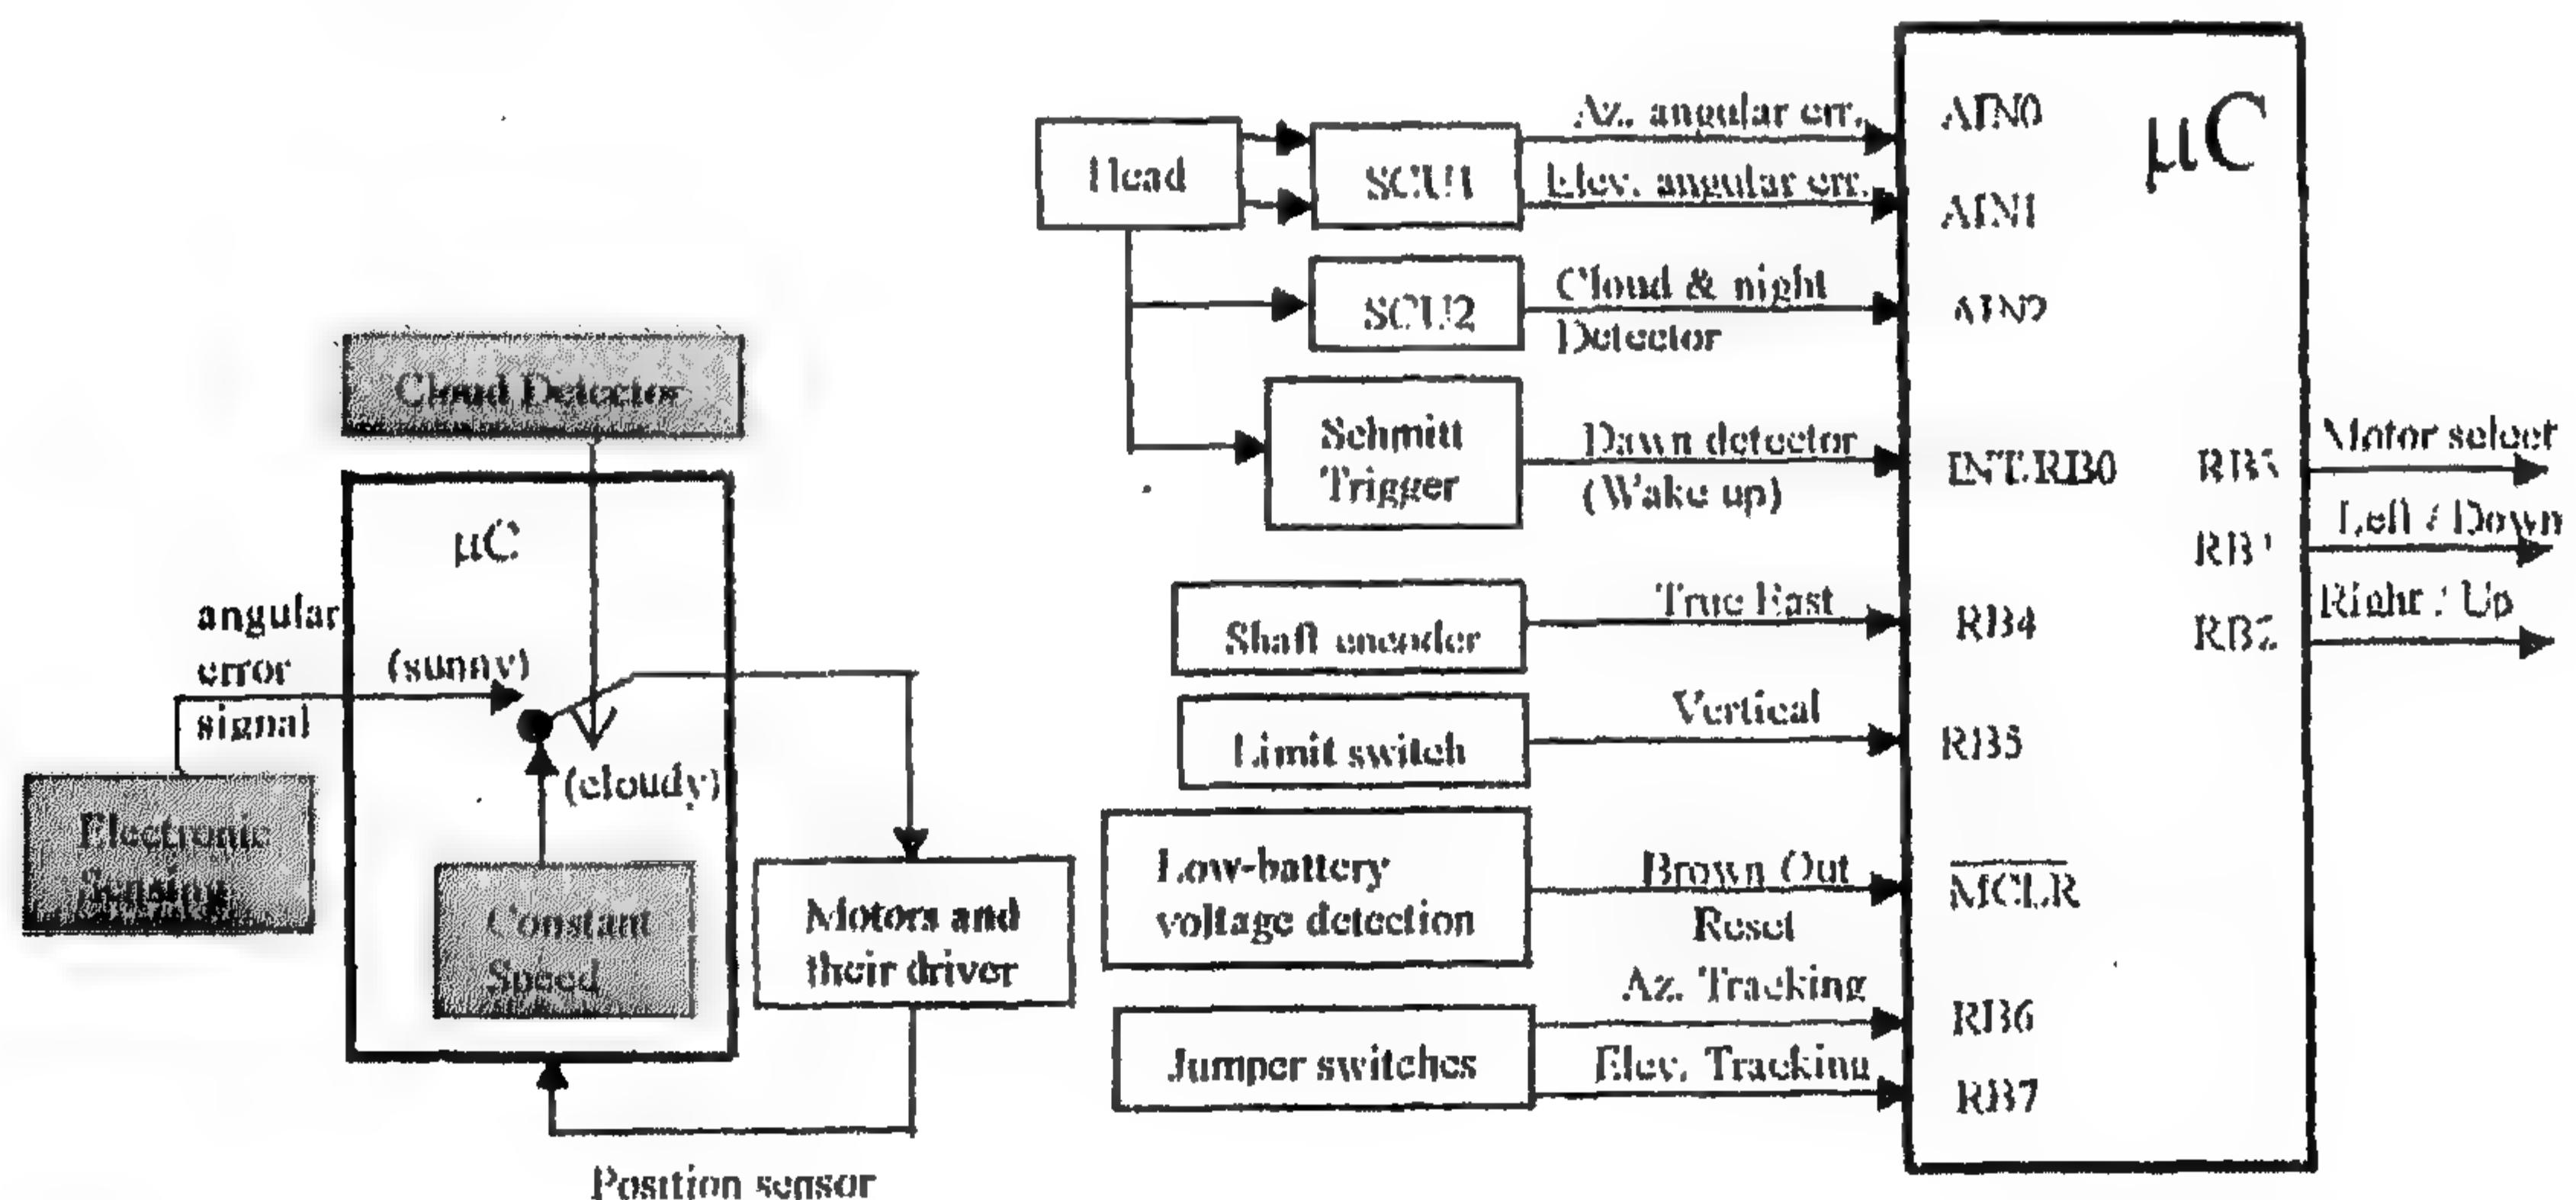 Cloud Detector
µC
angular
error
signal
(sunny)
(cloudy)
Electronic
Sensing
Constant
Speed
Motors and
their driver
Position sensor
Head
SCU1
SCU2
Schmitt
Trigger
Shaft encoder
Limit switch
Low-battery
voltage detection
Jumper switches
Az. angular err.
Elev. angular err.
Cloud & night
Detector
Dawn detector
(Wake up)
True East
Vertical
Brown Out
Reset
Az. Tracking
Elev. Tracking
µC
AIN0
AIN1
AIN2
INT.RB0
RB4
RB5
MCLR
RB6
RB7
RB2
Motor select
Left / Down
Right / Up